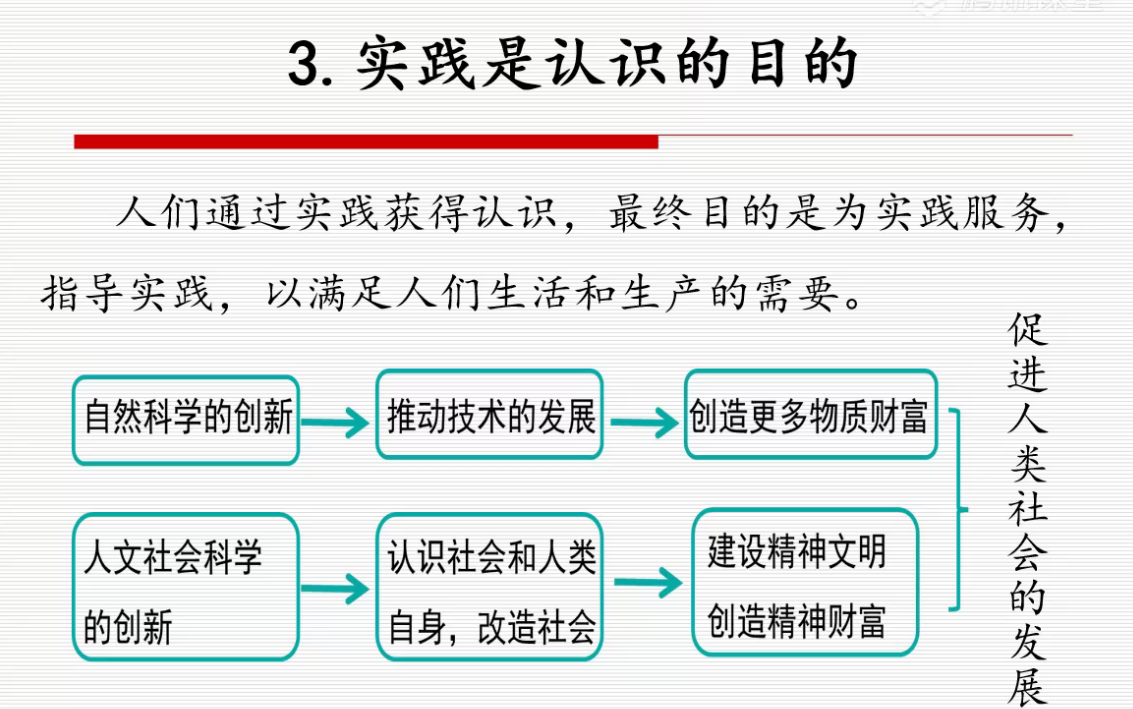 3.实践是认识的目的
人们通过实践获得认识，最终目的是为实践服务，
指导实践，以满足人们生活和生产的需要。
自然科学的创新
推动技术的发展
创造更多物质财富
人文社会科学
的创新
认识社会和人类
自身，改造社会
建设精神文明
创造精神财富
促进人类社会的发展